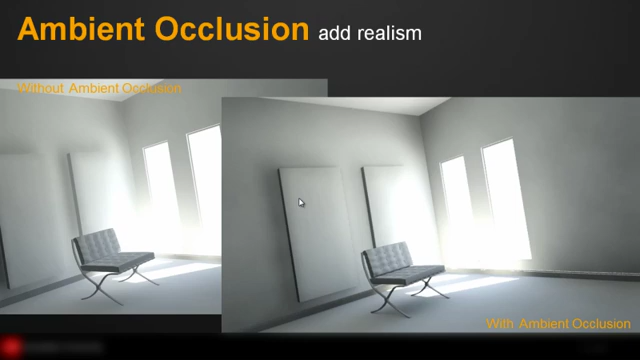 Ambient Occlusion add realism
Without Ambient Occlusion
With Ambient Occlusion